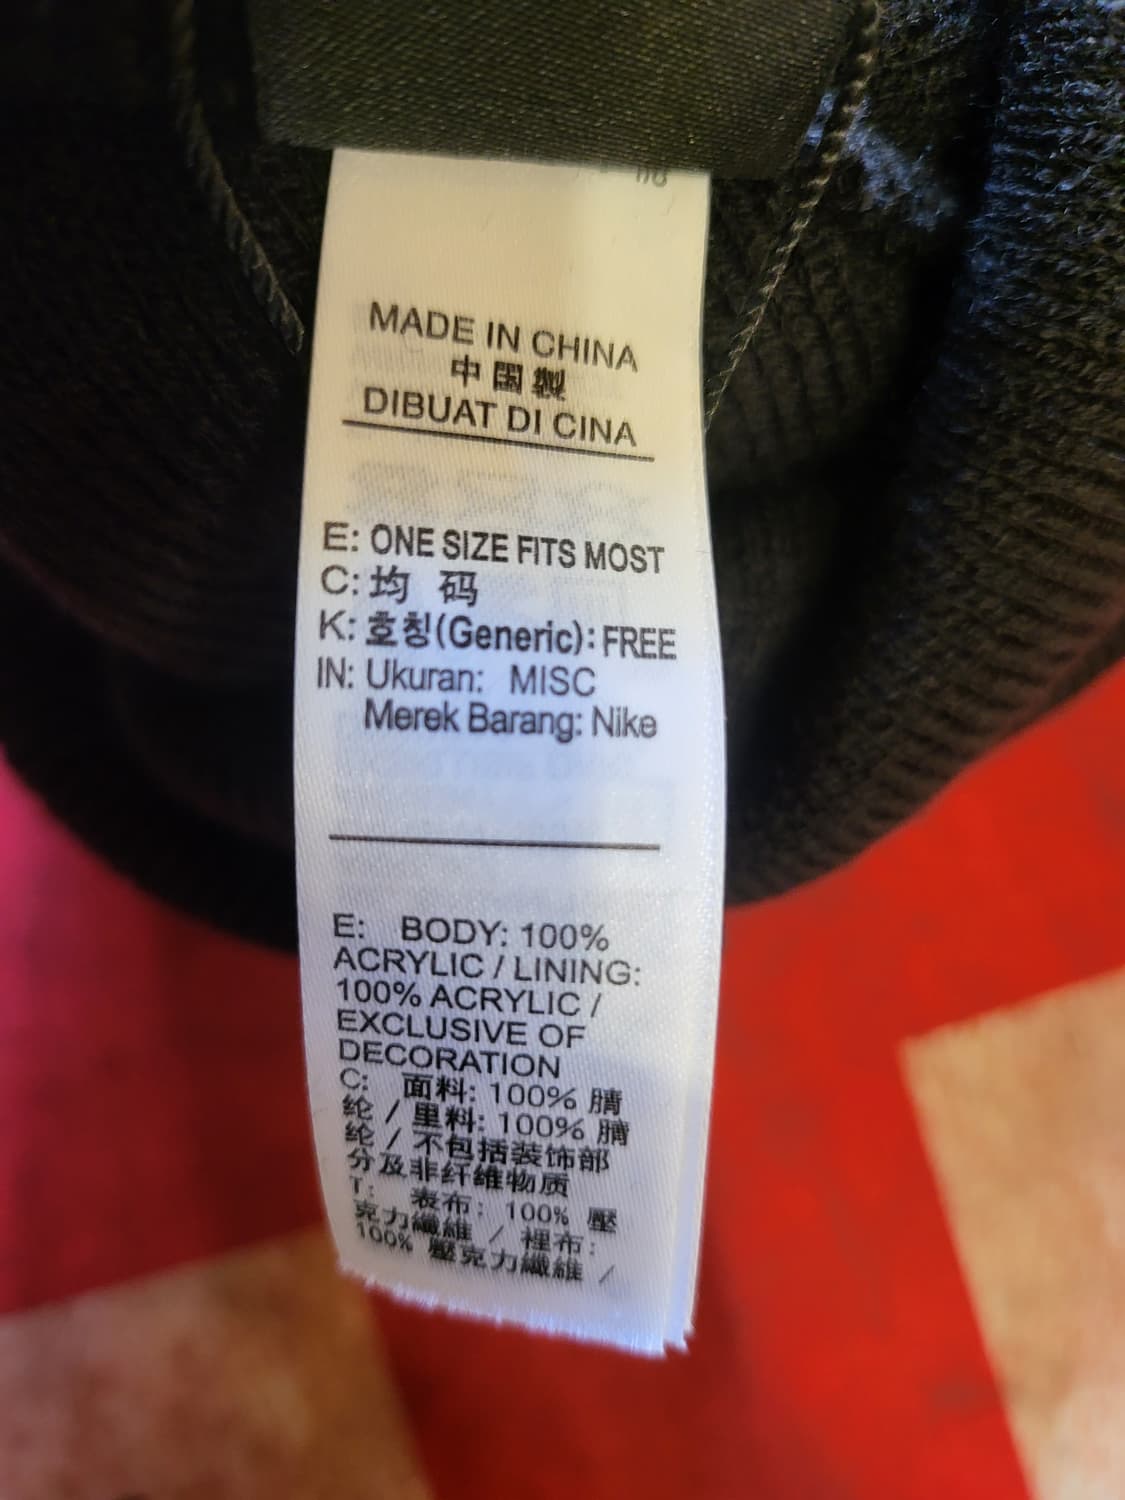 MADE IN CHINA
中国製
DIBUAT DI CINA
E: ONE SIZE FITS MOST
C: 均 码
K: 호칭(Generic): FREE
IN: Ukuran: MISC
Merek Barang: Nike
E: BODY: 100%
ACRYLIC / LINING:
100% ACRYLIC /
EXCLUSIVE OF
DECORATION
C: 面料: 100% 腈
纶 / 里料: 100% 腈
纶 / 不包括装饰部
分及非纤维物质
T: 表布: 100% 壓
克力纖維 / 裡布:
100% 壓克力纖維 /